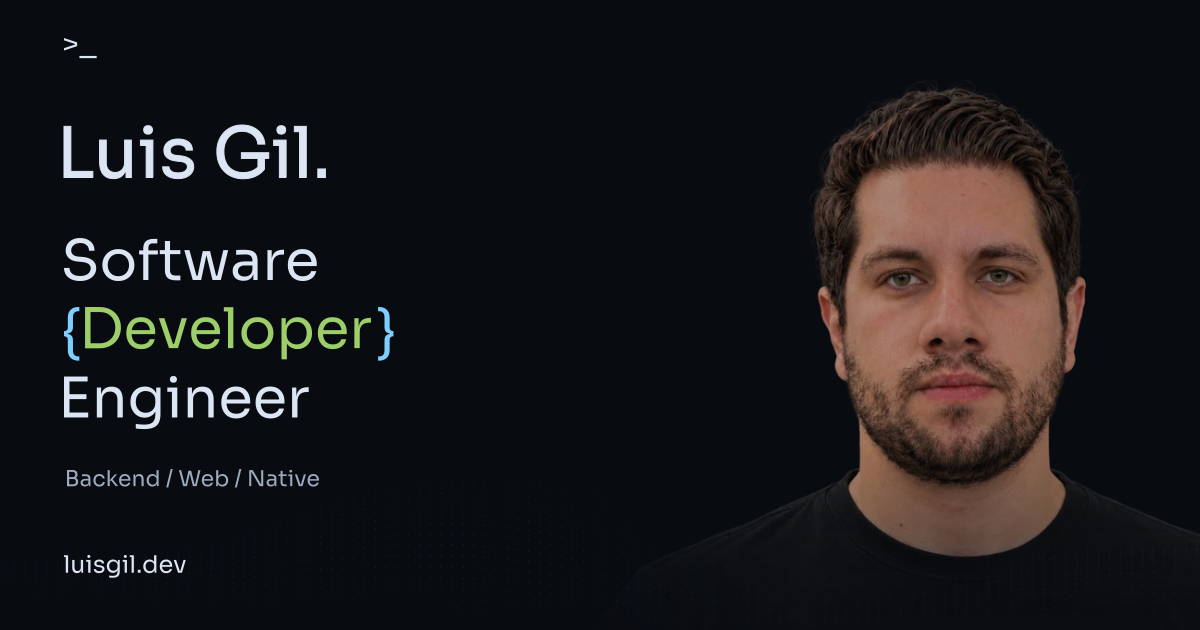 >_
Luis Gil.
Software
{Developer}
Engineer
Backend / Web / Native
luisgil.dev